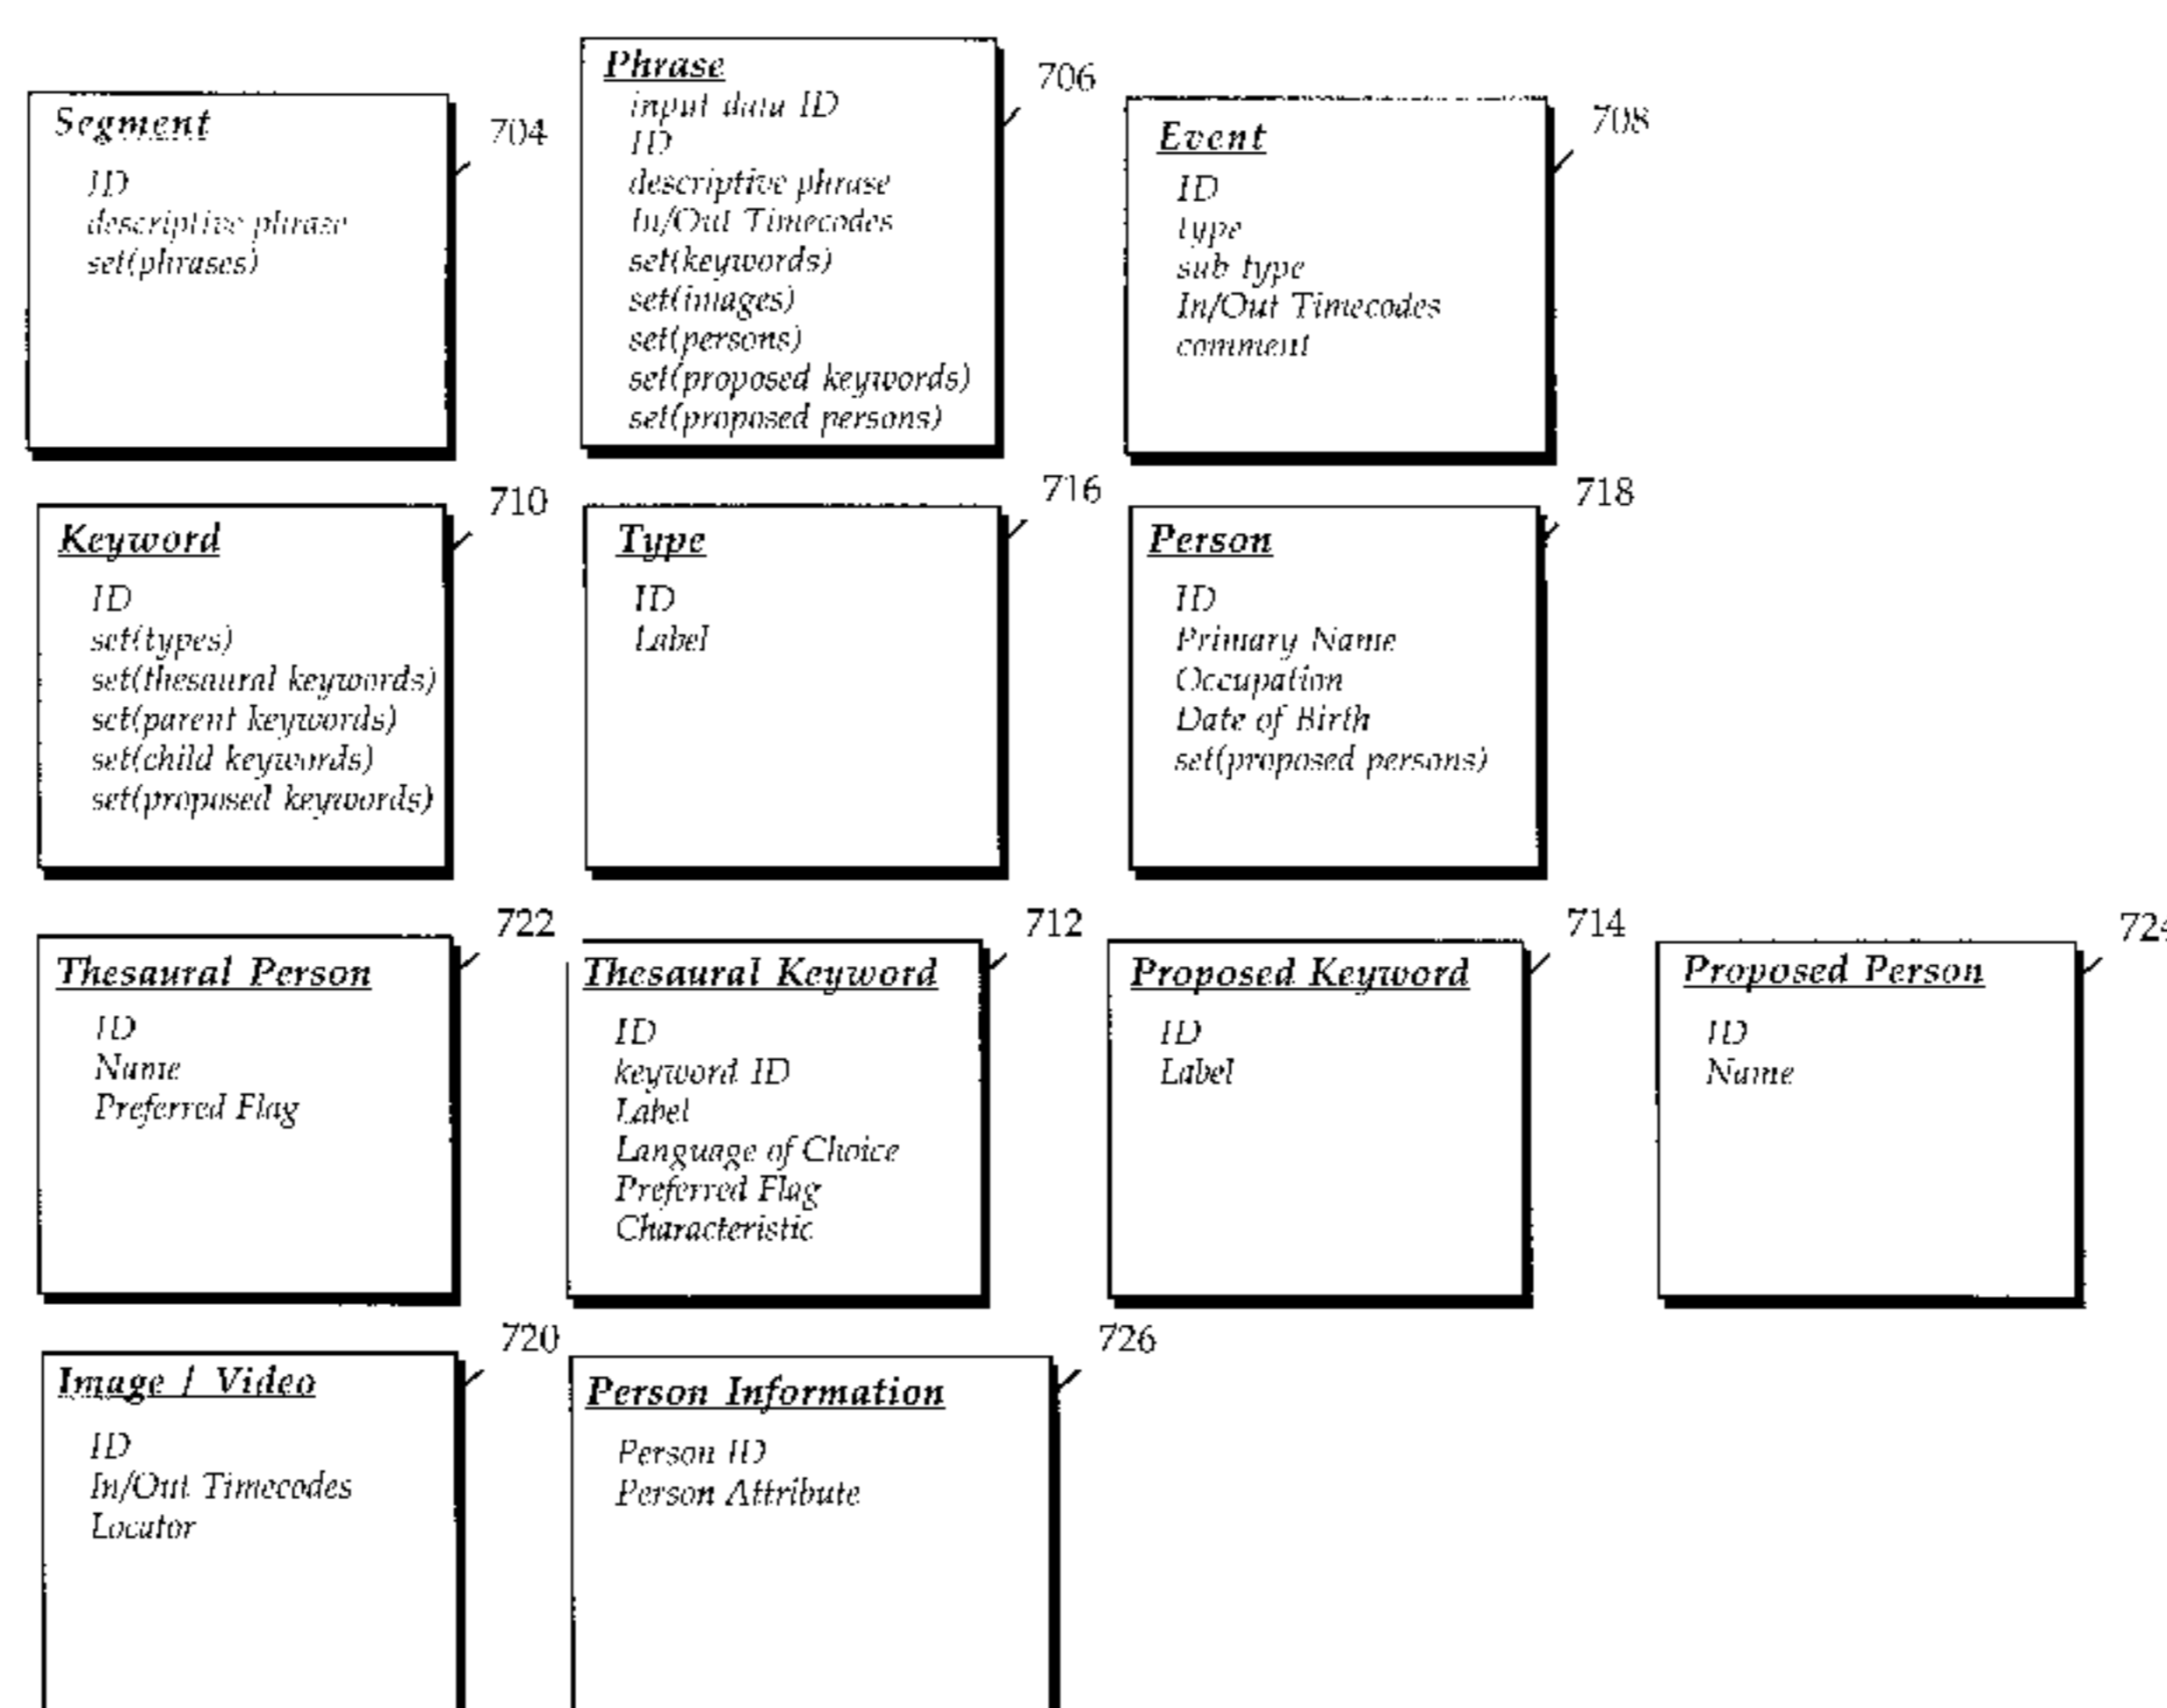 Segment
704
ID
descriptive phrase
set(phrases)
Phrase
706
input data ID
ID
descriptive phrase
In/Out Timecodes
set(keywords)
set(images)
set(persons)
set(proposed keywords)
set(proposed persons)
Event
708
ID
type
sub type
In/Out Timecodes
comment
Keyword
710
ID
set(types)
set(thesaural keywords)
set(parent keywords)
set(child keywords)
set(proposed keywords)
Type
716
ID
Label
Person
718
ID
Primary Name
Occupation
Date of Birth
set(proposed persons)
Thesaural Person
722
ID
Name
Preferred Flag
Thesaural Keyword
712
ID
keyword ID
Label
Language of Choice
Preferred Flag
Characteristic
Proposed Keyword
714
ID
Label
Proposed Person
ID
Name
Image / Video
720
ID
In/Out Timecodes
Locator
Person Information
726
Person ID
Person Attribute